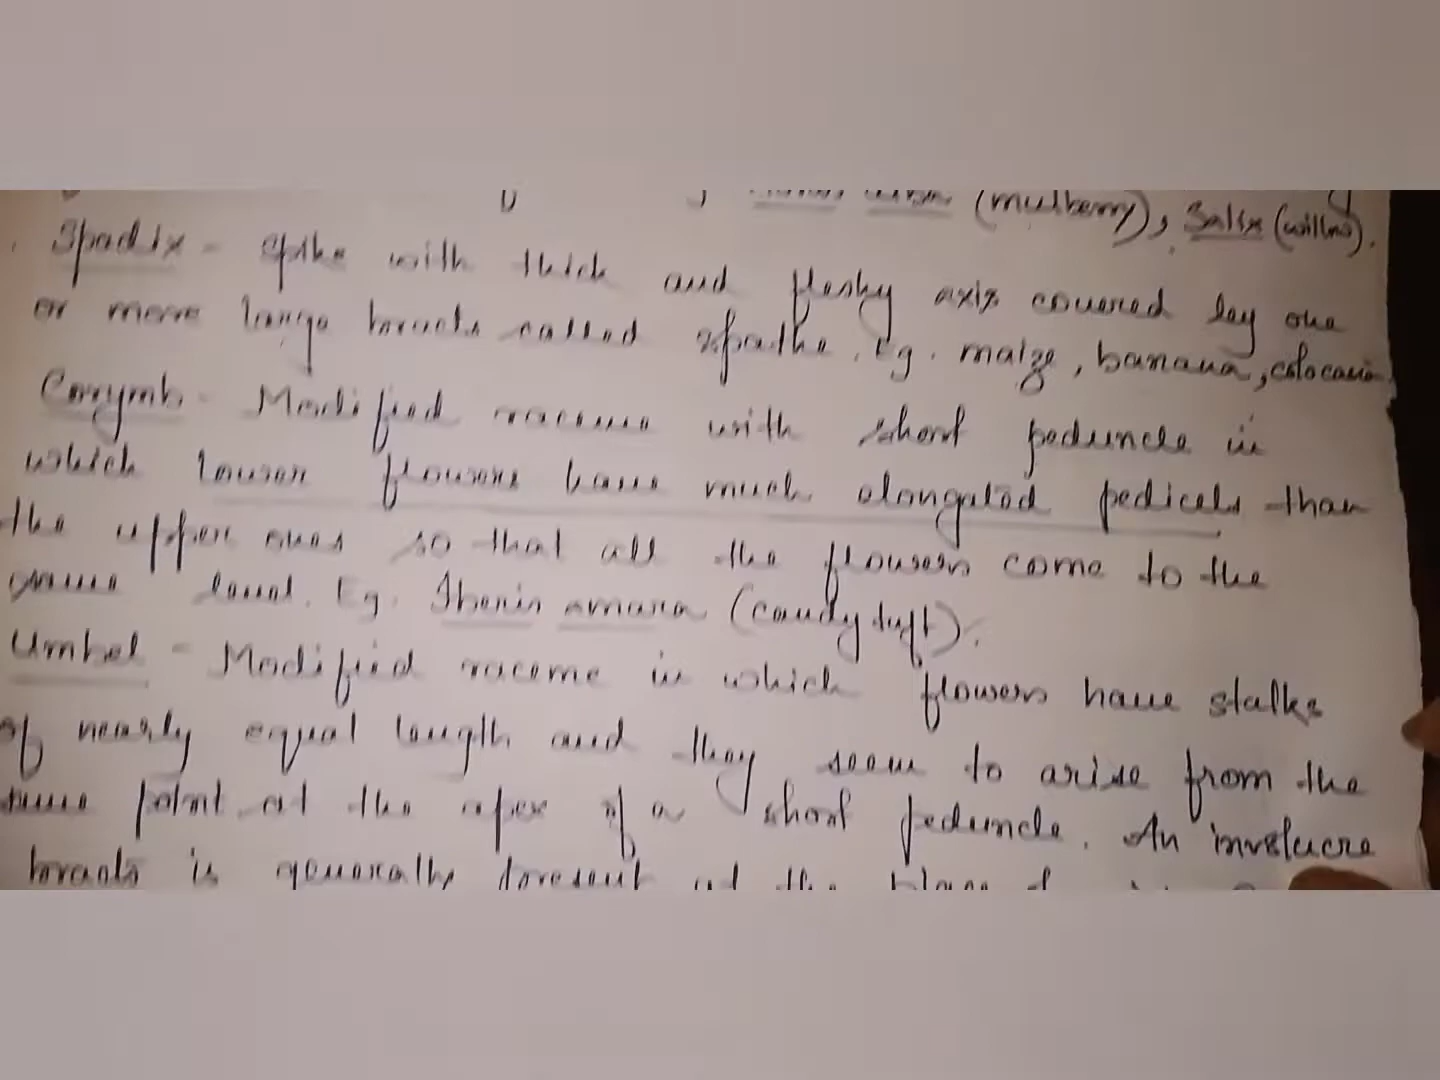 (mulberry), Salix (willow).
Spadix - Spike with thick and fleshy axis covered by one
or more large bracts called spathe. Eg. maize, banana, colocasia
Corymb - Modified raceme with short peduncle in
which lower flowers have much elongated pedicels than
the upper ones so that all the flowers come to the
same level. Eg. Iberis amara (candytuft).
Umbel - Modified raceme in which flowers have stalks
of nearly equal length and they seem to arise from the
same point at the apex of a short peduncle. An involucre
bracts is generally present at the place of